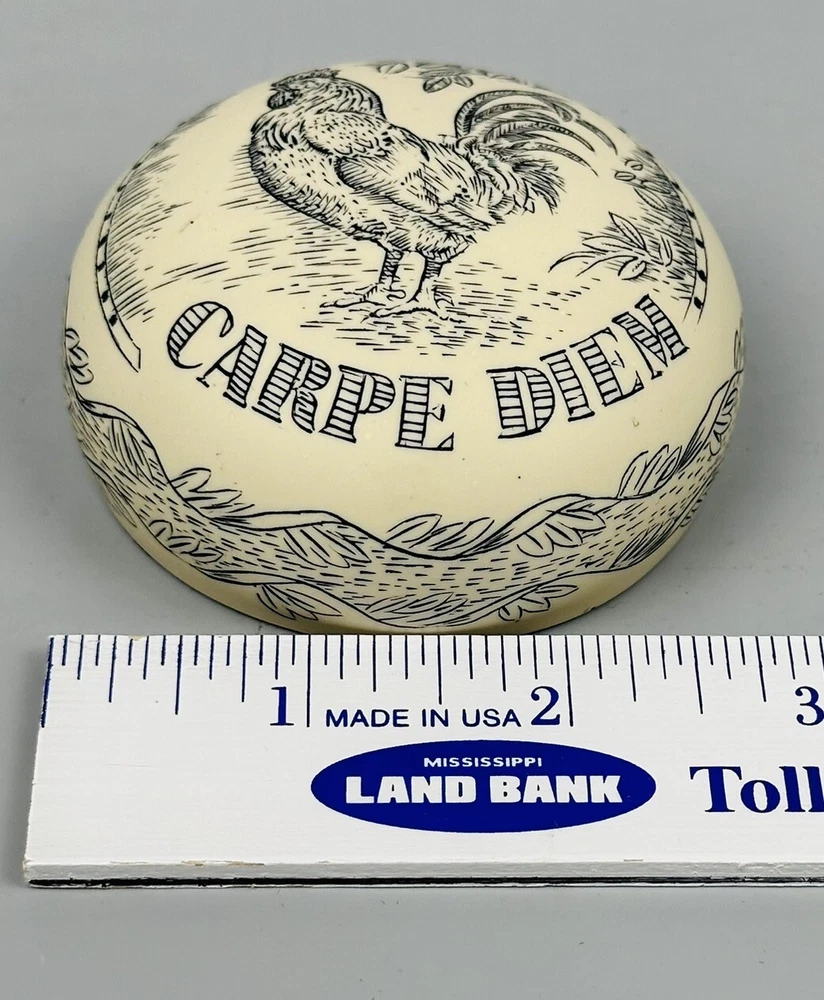 CARPE DIEM
1 MADE IN USA 2 3
MISSISSIPPI
LAND BANK
Toll